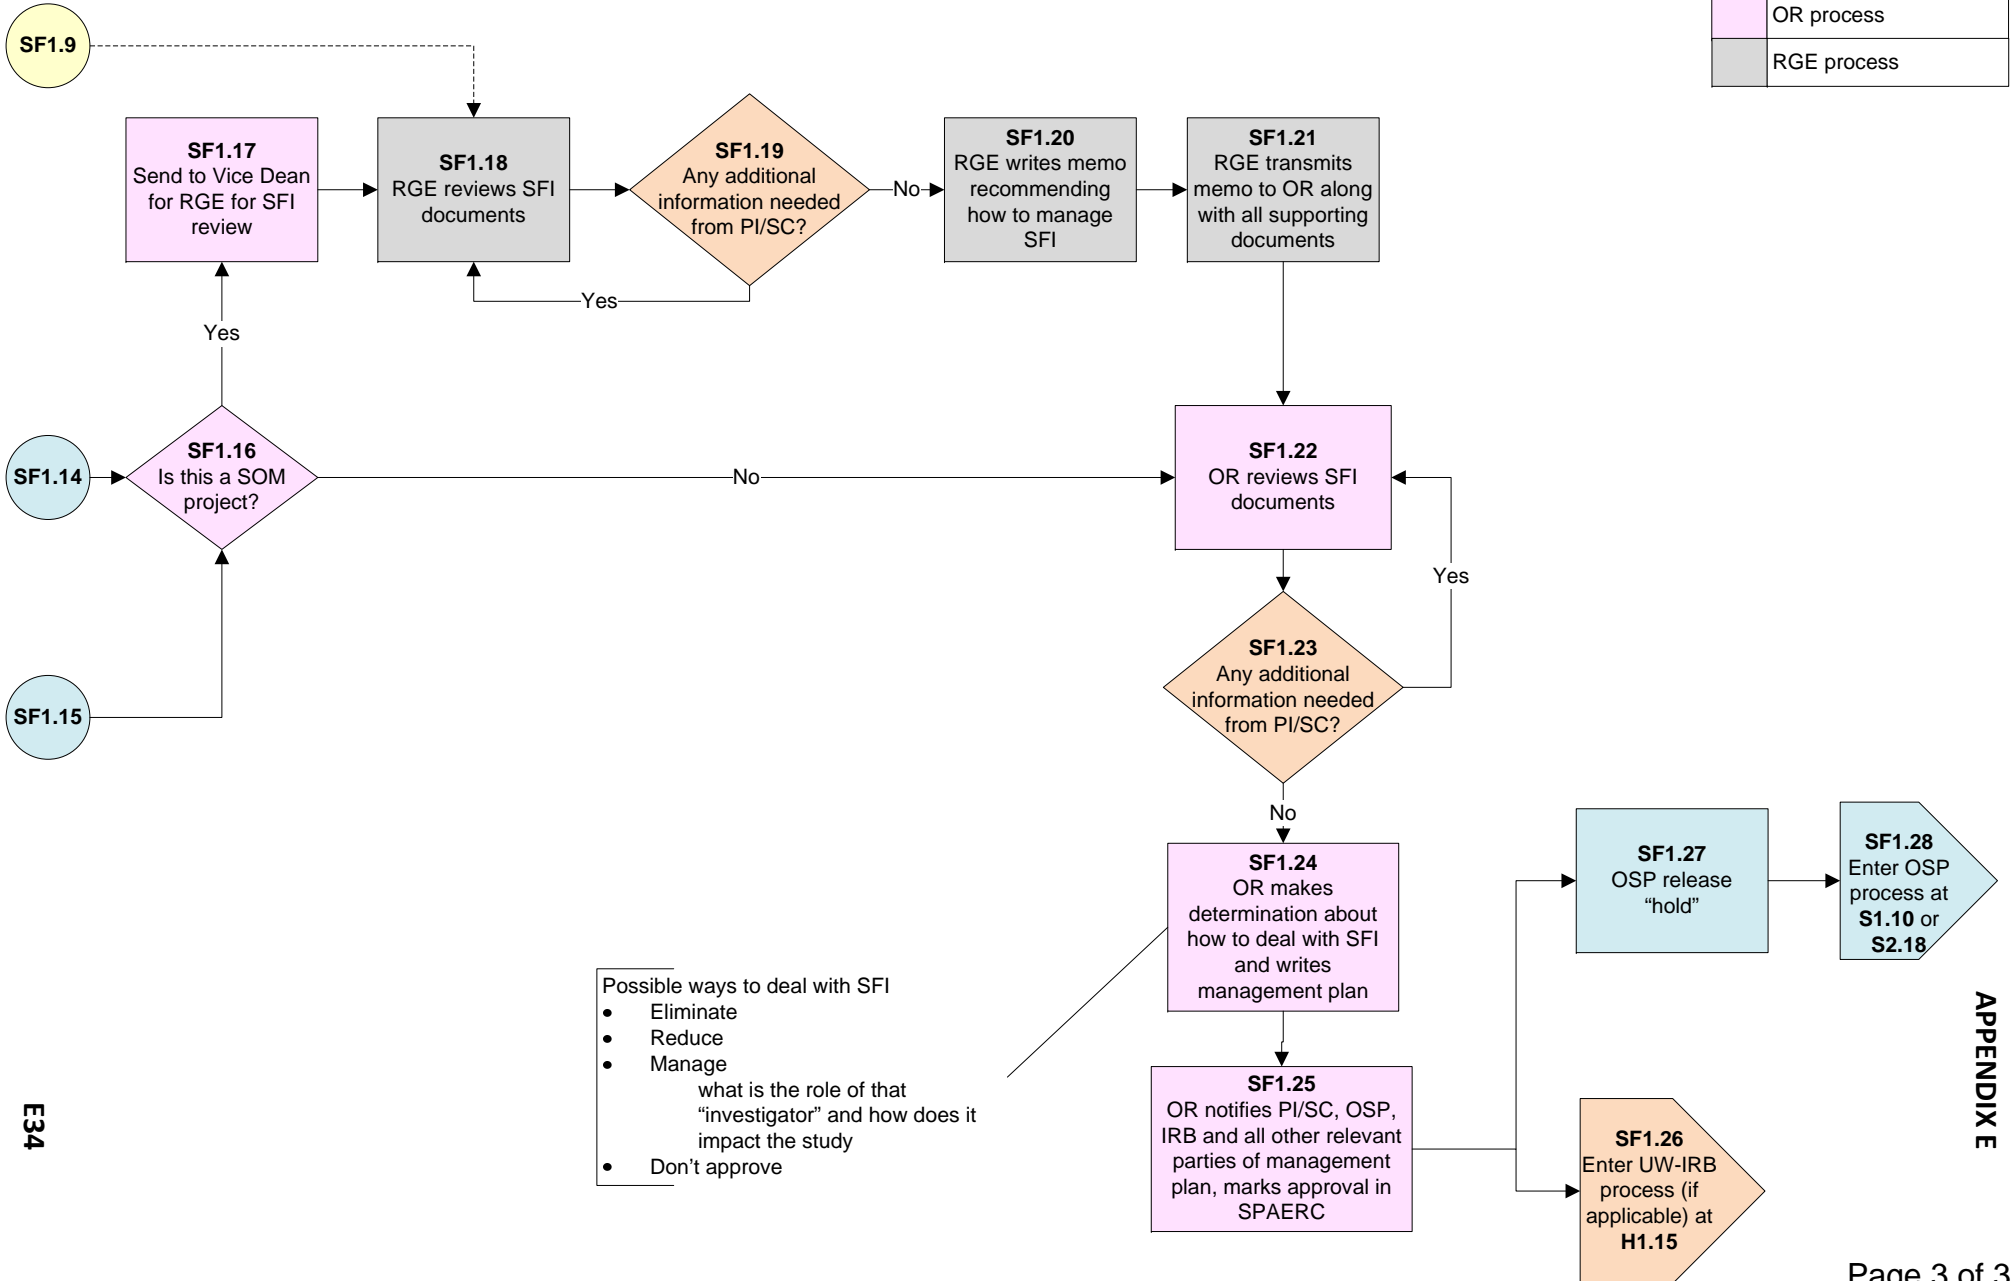 OR process
RGE process
SF1.9
SF1.17
Send to Vice Dean
for RGE for SFI
review
SF1.18
RGE reviews SFI
documents
SF1.19
Any additional
information needed
from PI/SC?
No
SF1.20
RGE writes memo
recommending
how to manage
SFI
SF1.21
RGE transmits
memo to OR along
with all supporting
documents
Yes
Yes
SF1.14
SF1.16
Is this a SOM
project?
No
SF1.22
OR reviews SFI
documents
Yes
SF1.15
SF1.23
Any additional
information needed
from PI/SC?
No
SF1.24
OR makes
determination about
how to deal with SFI
and writes
management plan
SF1.27
OSP release
“hold”
SF1.28
Enter OSP
process at
S1.10 or
S2.18
Possible ways to deal with SFI
• Eliminate
• Reduce
• Manage
what is the role of that
“investigator” and how does it
impact the study
• Don’t approve
SF1.25
OR notifies PI/SC, OSP,
IRB and all other relevant
parties of management
plan, marks approval in
SPAERC
SF1.26
Enter UW-IRB
process (if
applicable) at
H1.15
APPENDIX E
E34
Page 3 of 3